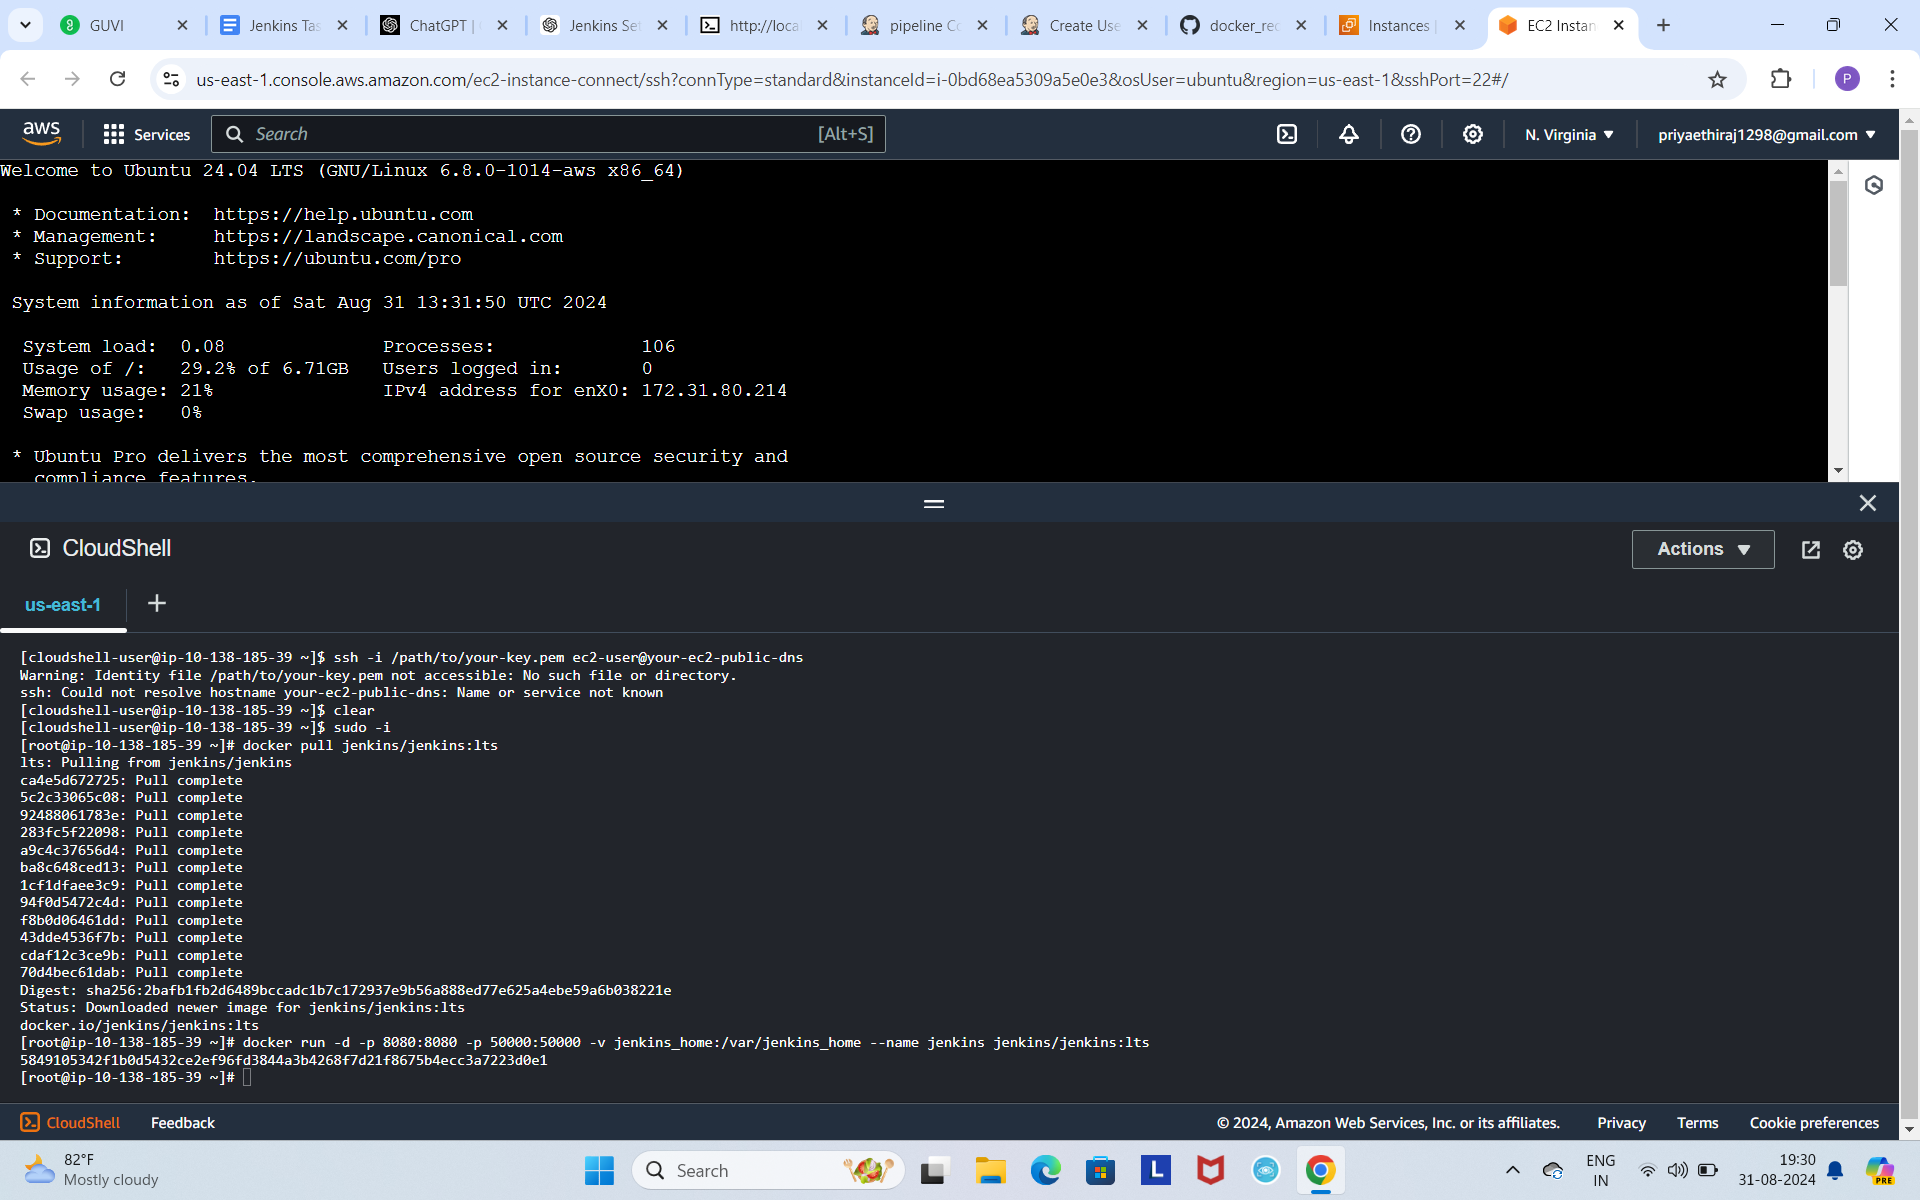 GUVI
Jenkins Tas
ChatGPT |
Jenkins Set
http://loca
pipeline Co
Create Use
docker_rec
Instances |
EC2 Instan
us-east-1.console.aws.amazon.com/ec2-instance-connect/ssh?connType=standard&instanceId=i-0bd68ea5309a5e0e3&osUser=ubuntu&region=us-east-1&sshPort=22#/
P
aws
Services
Search
[Alt+S]
N. Virginia
priyaethiraj1298@gmail.com
Welcome to Ubuntu 24.04 LTS (GNU/Linux 6.8.0-1014-aws x86_64)
* Documentation: https://help.ubuntu.com
* Management: https://landscape.canonical.com
* Support: https://ubuntu.com/pro
System information as of Sat Aug 31 13:31:50 UTC 2024
System load: 0.08 Processes: 106
Usage of /: 29.2% of 6.71GB Users logged in: 0
Memory usage: 21% IPv4 address for enX0: 172.31.80.214
Swap usage: 0%
* Ubuntu Pro delivers the most comprehensive open source security and
compliance features.
CloudShell
Actions
us-east-1
[cloudshell-user@ip-10-138-185-39 ~]$ ssh -i /path/to/your-key.pem ec2-user@your-ec2-public-dns
Warning: Identity file /path/to/your-key.pem not accessible: No such file or directory.
ssh: Could not resolve hostname your-ec2-public-dns: Name or service not known
[cloudshell-user@ip-10-138-185-39 ~]$ clear
[cloudshell-user@ip-10-138-185-39 ~]$ sudo -i
[root@ip-10-138-185-39 ~]# docker pull jenkins/jenkins:lts
lts: Pulling from jenkins/jenkins
ca4e5d672725: Pull complete
5c2c33065c08: Pull complete
92488061783e: Pull complete
283fc5f22098: Pull complete
a9c4c37656d4: Pull complete
ba8c648ced13: Pull complete
1cf1dfaee3c9: Pull complete
94f0d5472c4d: Pull complete
f8b0d06461dd: Pull complete
43dde4536f7b: Pull complete
cdaf12c3ce9b: Pull complete
70d4bec61dab: Pull complete
Digest: sha256:2bafb1fb2d6489bccadc1b7c172937e9b56a888ed77e625a4ebe59a6b038221e
Status: Downloaded newer image for jenkins/jenkins:lts
docker.io/jenkins/jenkins:lts
[root@ip-10-138-185-39 ~]# docker run -d -p 8080:8080 -p 50000:50000 -v jenkins_home:/var/jenkins_home --name jenkins jenkins/jenkins:lts
5849105342f1b0d5432ce2ef96fd3844a3b4268f7d21f8675b4ecc3a7223d0e1
[root@ip-10-138-185-39 ~]#
CloudShell
Feedback
© 2024, Amazon Web Services, Inc. or its affiliates.
Privacy
Terms
Cookie preferences
82°F
Mostly cloudy
Search
L
ENG
IN
19:30
31-08-2024
PRE